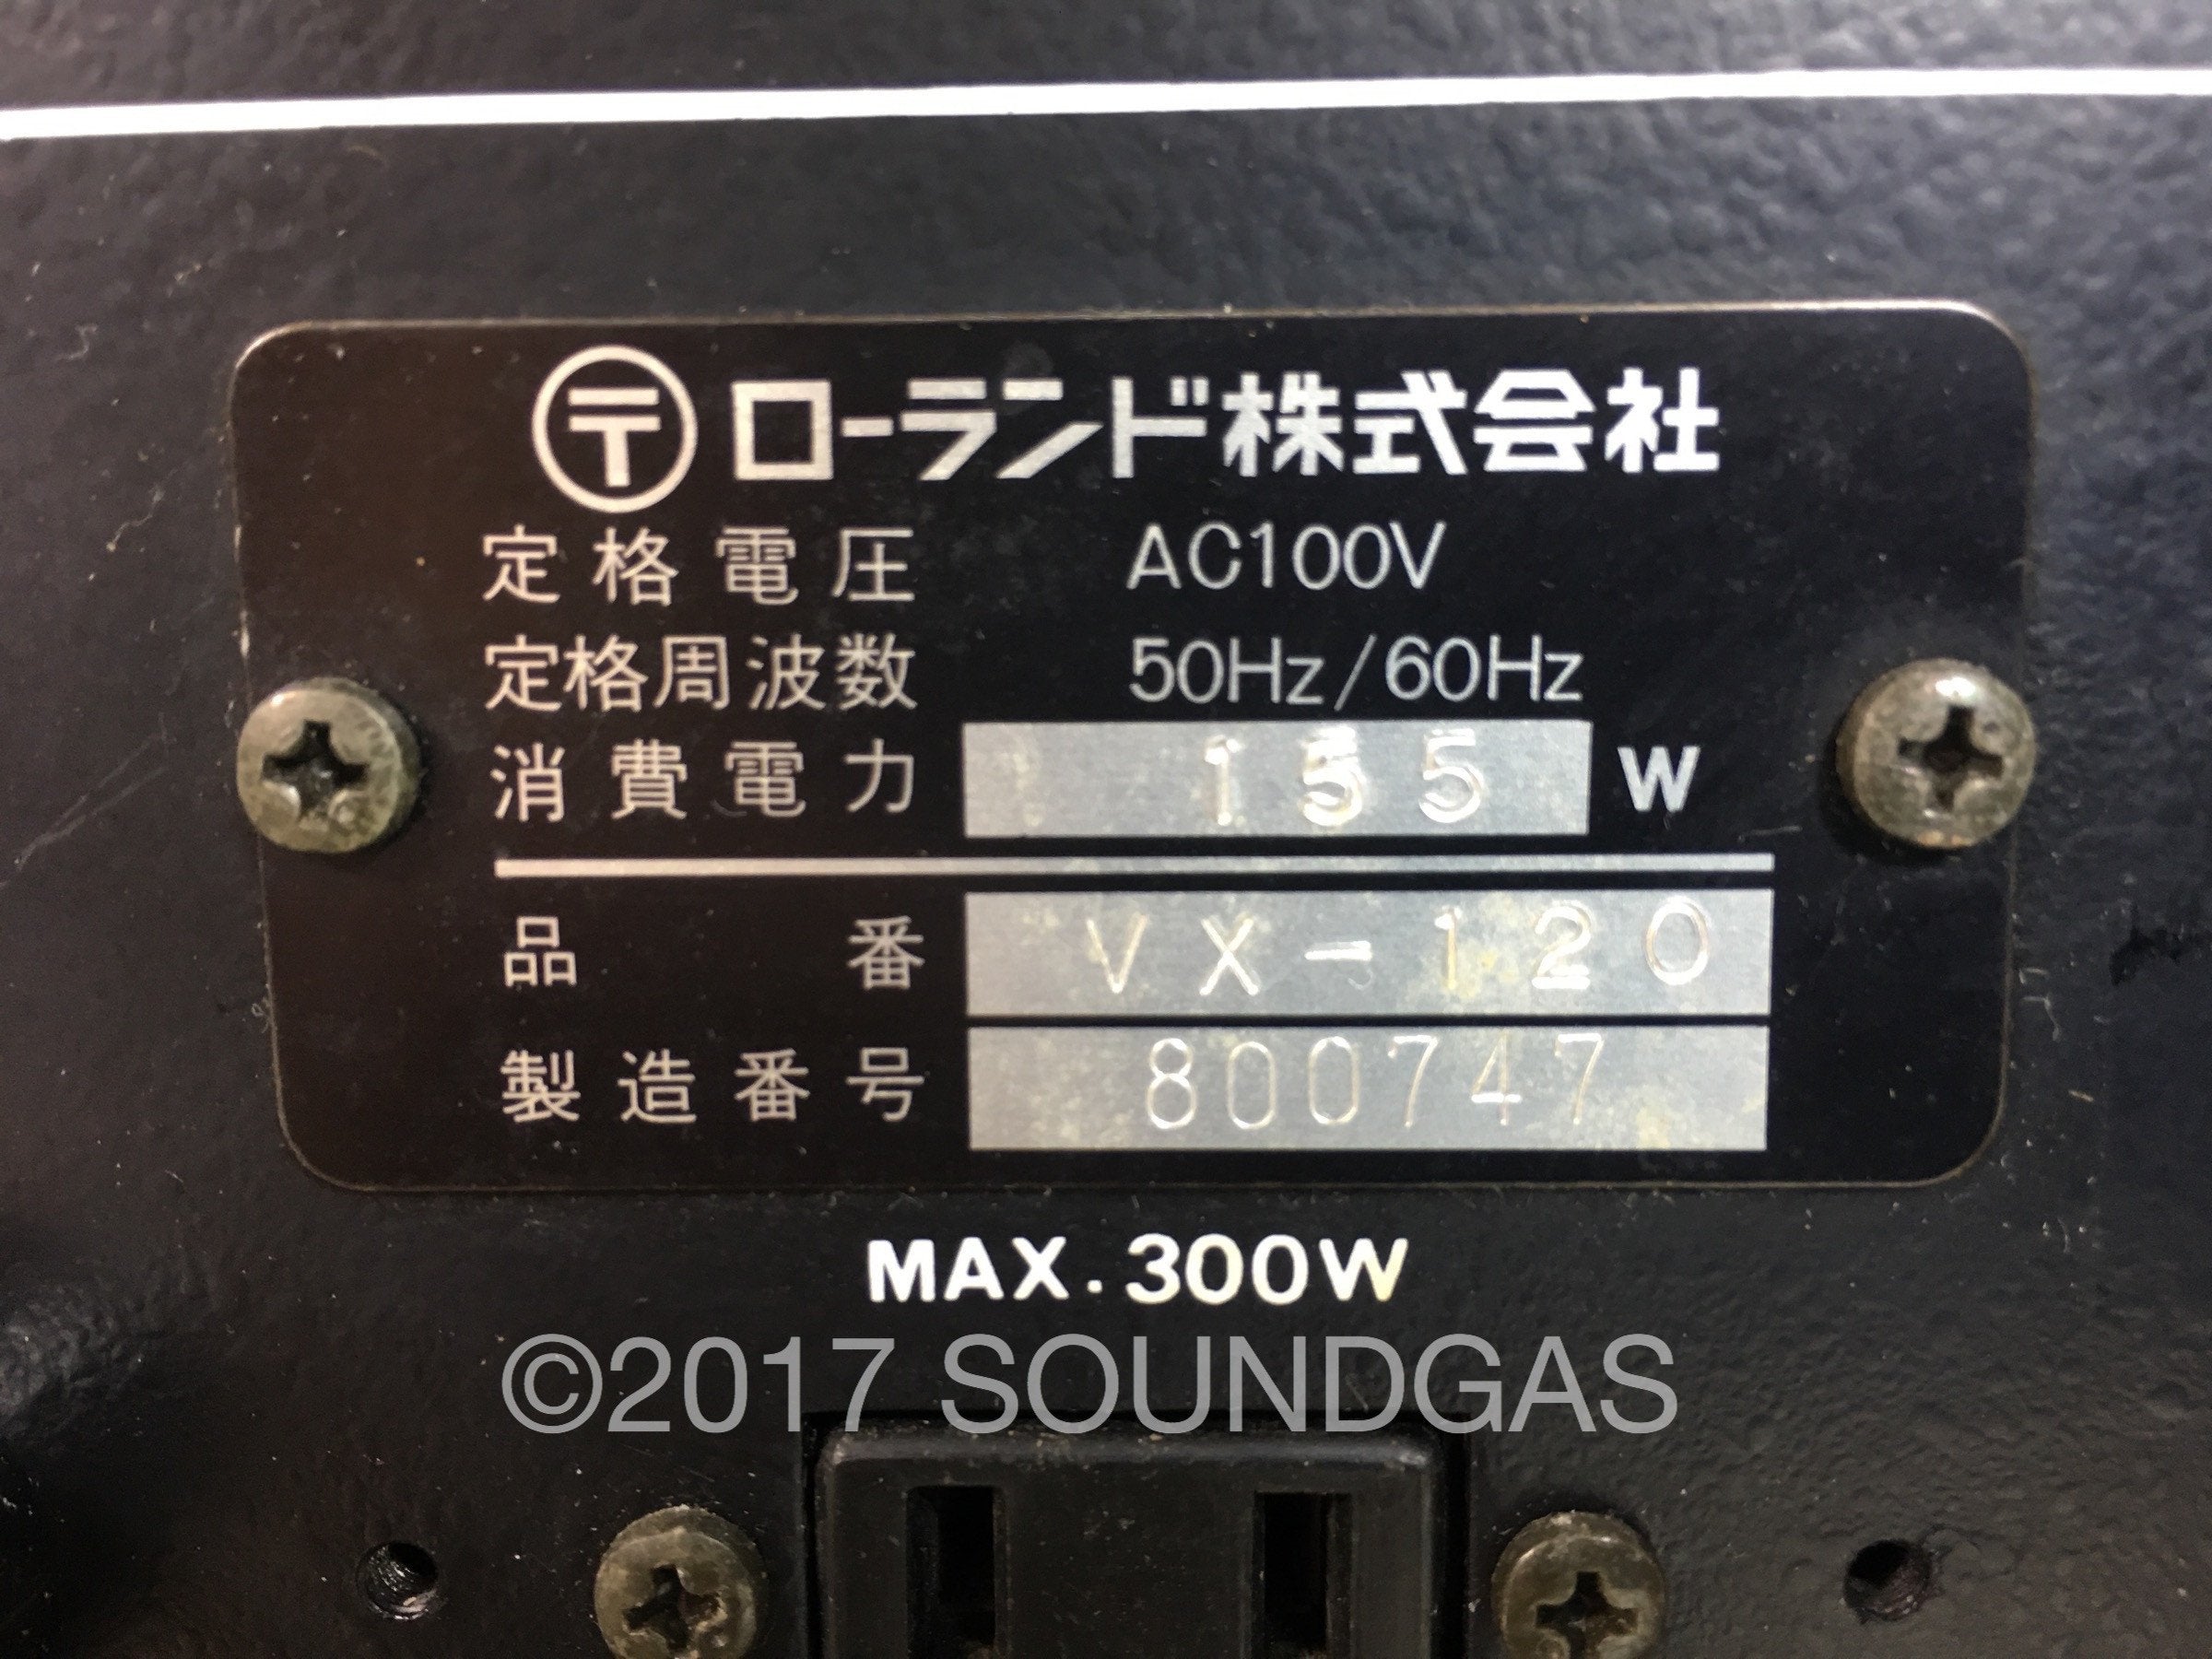 〒 ローランド株式会社
定格電圧 AC100V
定格周波数 50Hz/60Hz
消費電力 155 W
品番 VX-120
製造番号 800747
MAX. 300W
©2017 SOUNDGAS